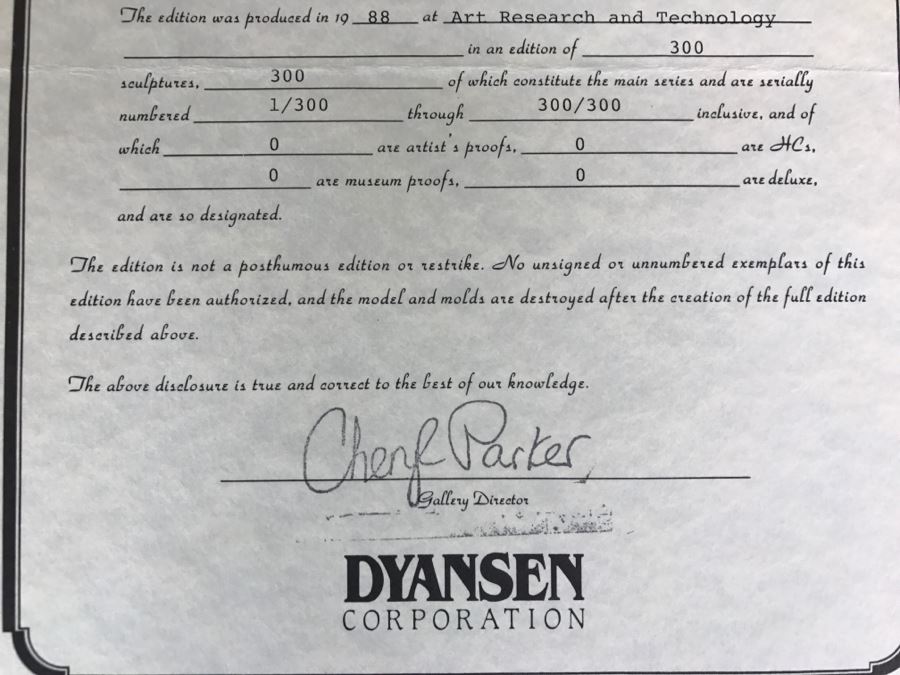 The edition was produced in 19 88 at Art Research and Technology
in an edition of 300
sculptures, 300 of which constitute the main series and are serially
numbered 1/300 through 300/300 inclusive, and of
which 0 are artist's proofs, 0 are HCs,
0 are museum proofs, 0 are deluxe,
and are so designated.
The edition is not a posthumous edition or restrike. No unsigned or unnumbered exemplars of this
edition have been authorized, and the model and molds are destroyed after the creation of the full edition
described above.
The above disclosure is true and correct to the best of our knowledge.
Cheryl Parker
Gallery Director
DYANSEN
CORPORATION